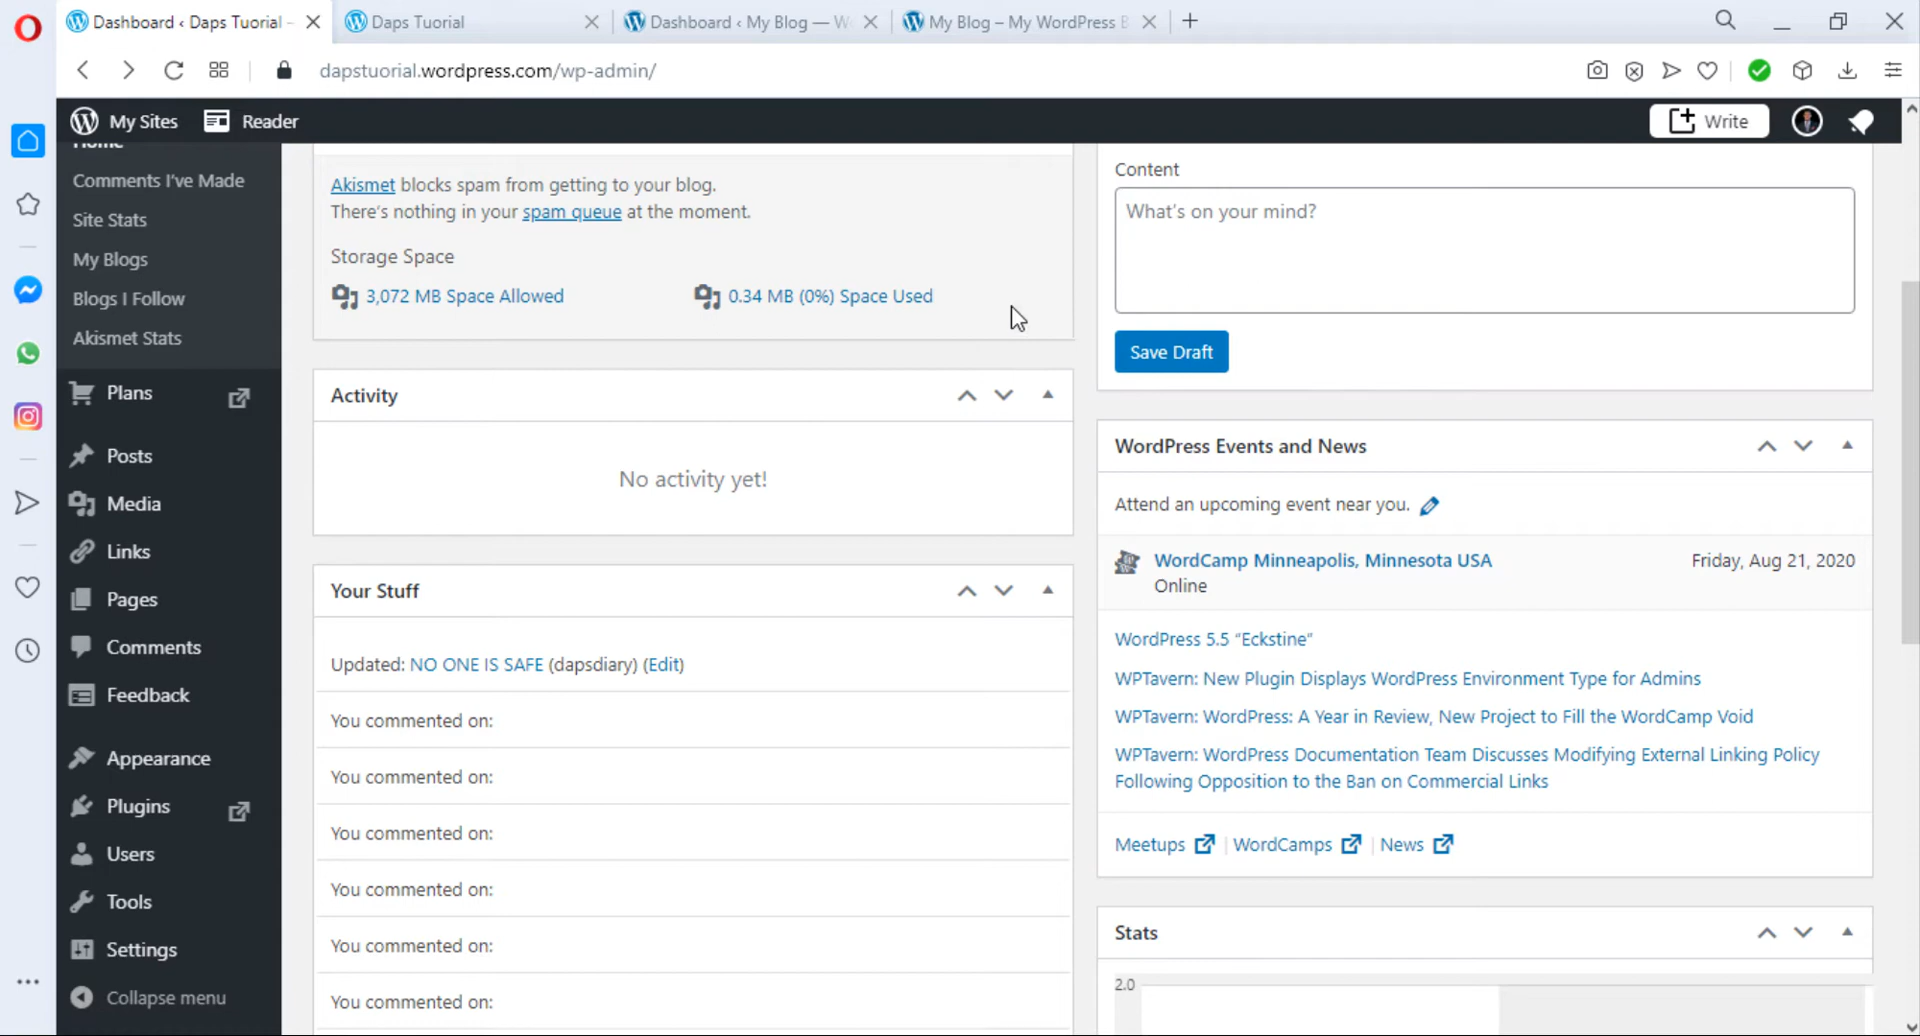 Dashboard ‹ Daps Tuorial –
Daps Tuorial
Dashboard ‹ My Blog — W
My Blog – My WordPress B
dapstuorial.wordpress.com/wp-admin/
My Sites
Reader
Write
Home
Comments I've Made
Site Stats
My Blogs
Blogs I Follow
Akismet Stats
Plans
Posts
Media
Links
Pages
Comments
Feedback
Appearance
Plugins
Users
Tools
Settings
Collapse menu
Akismet blocks spam from getting to your blog.
There's nothing in your spam queue at the moment.
Storage Space
3,072 MB Space Allowed
0.34 MB (0%) Space Used
Activity
No activity yet!
Your Stuff
Updated: NO ONE IS SAFE (dapsdiary) (Edit)
You commented on:
You commented on:
You commented on:
You commented on:
You commented on:
You commented on:
Content
What's on your mind?
Save Draft
WordPress Events and News
Attend an upcoming event near you.
WordCamp Minneapolis, Minnesota USA
Friday, Aug 21, 2020
Online
WordPress 5.5 “Eckstine”
WPTavern: New Plugin Displays WordPress Environment Type for Admins
WPTavern: WordPress: A Year in Review, New Project to Fill the WordCamp Void
WPTavern: WordPress Documentation Team Discusses Modifying External Linking Policy
Following Opposition to the Ban on Commercial Links
Meetups | WordCamps | News
Stats
2.0